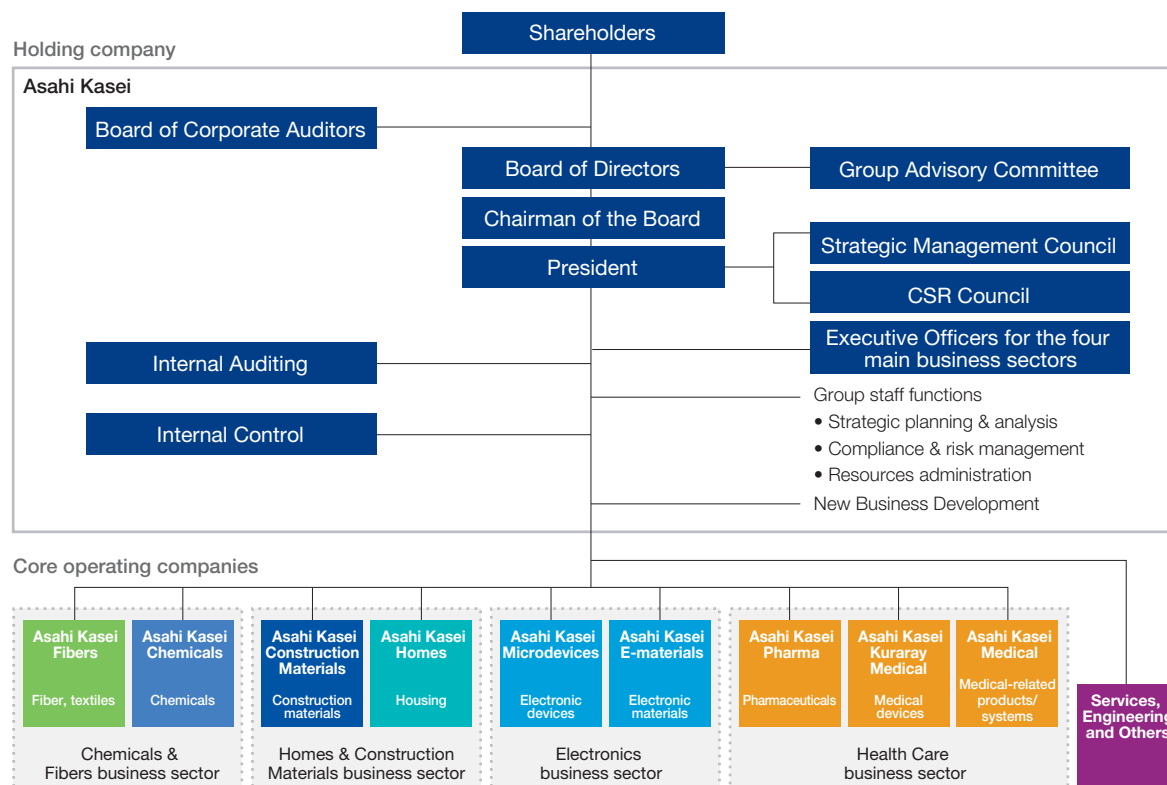 Shareholders
Holding company
Asahi Kasei
Board of Corporate Auditors
Board of Directors
Group Advisory Committee
Chairman of the Board
Strategic Management Council
President
CSR Council
Executive Officers for the four
main business sectors
Internal Auditing
Group staff functions
• Strategic planning & analysis
Internal Control
• Compliance & risk management
• Resources administration
New Business Development
Core operating companies
Asahi Kasei
Fibers
Fiber, textiles
Asahi Kasei
Chemicals
Chemicals
Chemicals &
Fibers business sector
Asahi Kasei
Construction
Materials
Construction
materials
Asahi Kasei
Homes
Housing
Homes & Construction
Materials business sector
Asahi Kasei
Microdevices
Electronic
devices
Asahi Kasei
E-materials
Electronic
materials
Electronics
business sector
Asahi Kasei
Pharma
Pharmaceuticals
Asahi Kasei
Kuraray
Medical
Medical
devices
Asahi Kasei
Medical
Medical-related
products/
systems
Health Care
business sector
Services,
Engineering
and Others